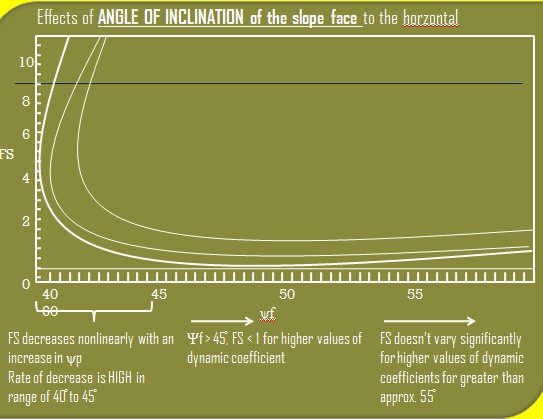 Effects of ANGLE OF INCLINATION of the slope face to the horzontal
10
8
6
FS
4
2
0
40 45 50 55
60
ψf
FS decreases nonlinearly with an
increase in ψp
Rate of decrease is HIGH in
range of 40˚to 45˚
Ψf > 45˚, FS < 1 for higher values of
dynamic coefficient
FS doesn't vary significantly
for higher values of dynamic
coefficients for greater than
approx. 55˚